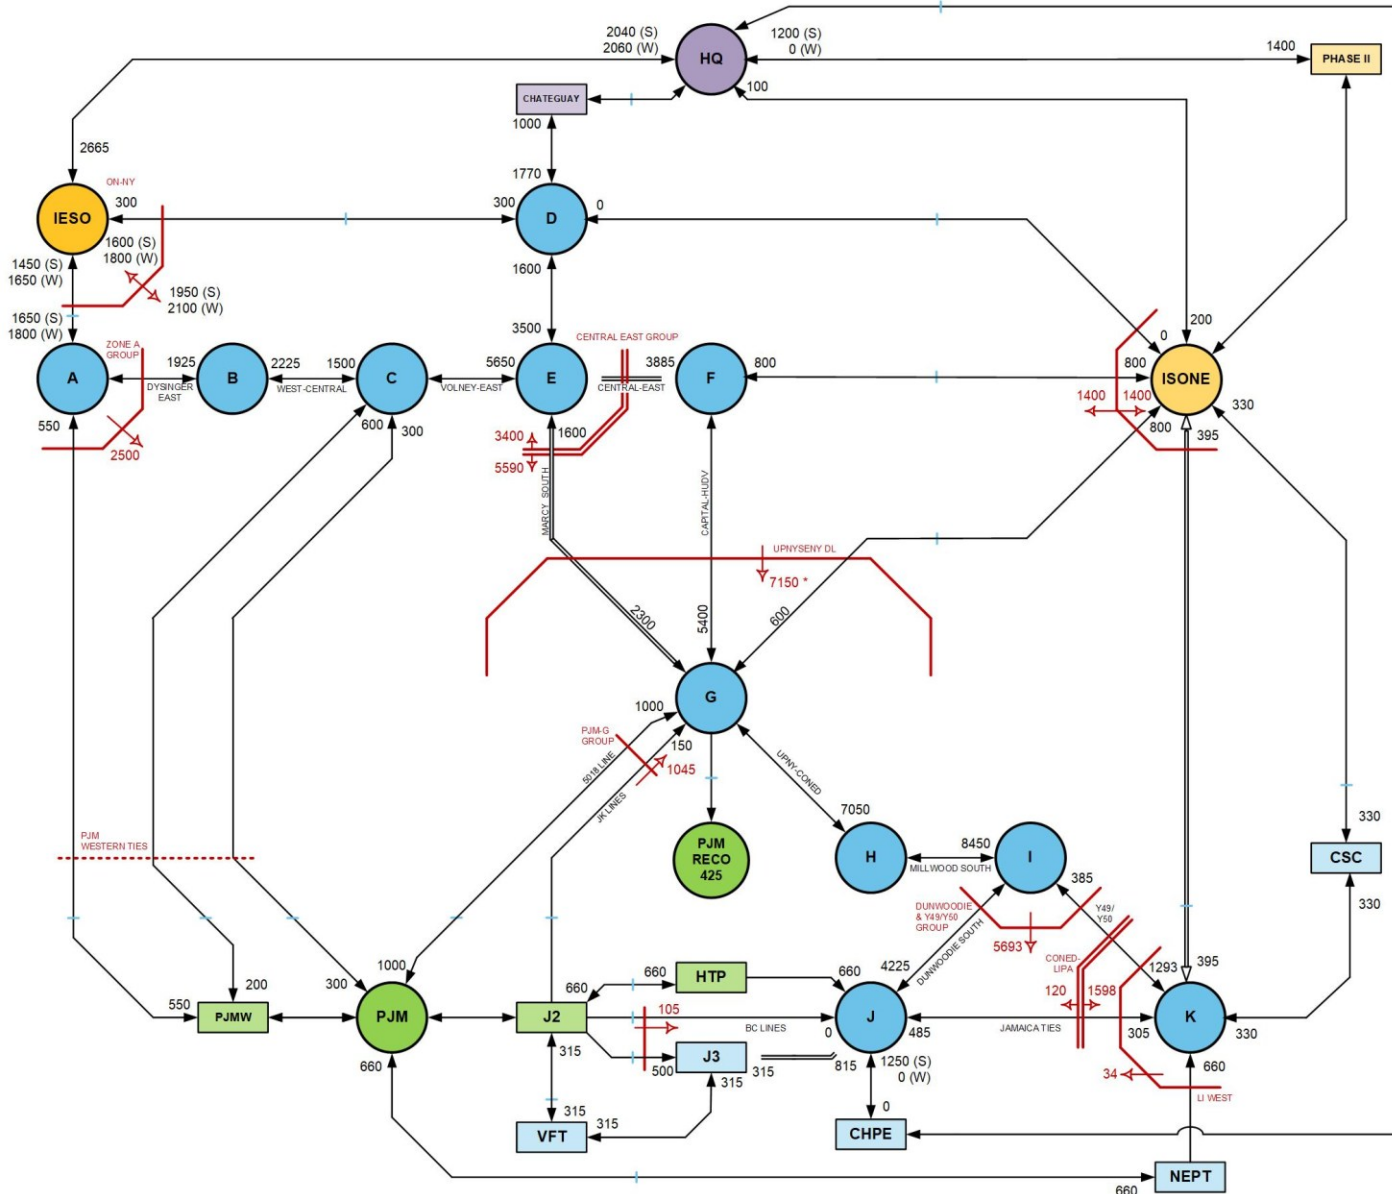 2040 (S)
2060 (W)
HQ
1200 (S)
0 (W)
1400
PHASE II
100
CHATEGUAY
1000
2665
ON-NY
1770
IESO
300
300
D
0
1600 (S)
1800 (W)
1450 (S)
1650 (W)
1950 (S)
2100 (W)
1600
1650 (S)
1800 (W)
3500
CENTRAL EAST GROUP
0
200
ZONE A
GROUP
A
1925
DYSINGER
EAST
B
2225
WEST-CENTRAL
1500
C
5650
VOLNEY-EAST
E
3885
CENTRAL-EAST
F
800
800
ISONE
1400
1400
330
550
2500
600
300
3400
1600
5590
800
395
MARCY SOUTH
CAPITAL-HUDV
UPNYSENY DL
7150 *
2300
5400
600
G
1000
150
PJM-G
GROUP
1045
5018 LINE
JK LINES
UPNY-CONED
7050
PJM
WESTERN TIES
PJM
RECO
425
H
8450
MILLWOOD SOUTH
I
385
330
CSC
330
DUNWOODIE
& Y49/Y50
GROUP
5693
Y49/
Y50
DUNWOODIE SOUTH
CONED-
LIPA
4225
1293
395
1000
660
HTP
660
550
200
300
660
120
1598
PJMW
PJM
J2
105
BC LINES
0
J
485
JAMAICA TIES
305
K
330
660
315
500
J3
315
315
815
1250 (S)
0 (W)
34
660
LI WEST
315
VFT
315
0
CHPE
NEPT
660